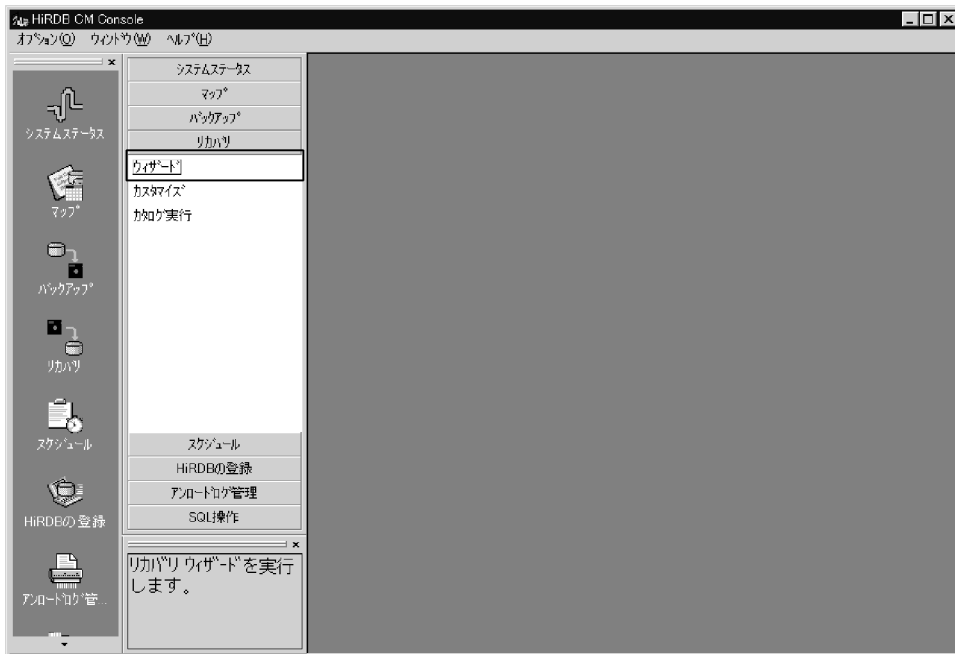 HiRDB CM Console
ｵﾌﾟｼｮﾝ(O) ｳｨﾝﾄﾞｳ(W) ﾍﾙﾌﾟ(H)
システムステータス
マップ
バックアップ
リカバリ
スケジュール
HiRDBの登録
ｱﾝﾛｰﾄﾞﾛｸﾞ管...
ｼｽﾃﾑｽﾃｰﾀｽ
ﾏｯﾌﾟ
ﾊﾞｯｸｱｯﾌﾟ
ﾘｶﾊﾞﾘ
ｳｨｻﾞｰﾄﾞ
ｶｽﾀﾏｲｽﾞ
ｶﾀﾛｸﾞ実行
ｽｹｼﾞｭｰﾙ
HiRDBの登録
ｱﾝﾛｰﾄﾞﾛｸﾞ管理
SQL操作
ﾘｶﾊﾞﾘ ｳｨｻﾞｰﾄﾞを実行
します。